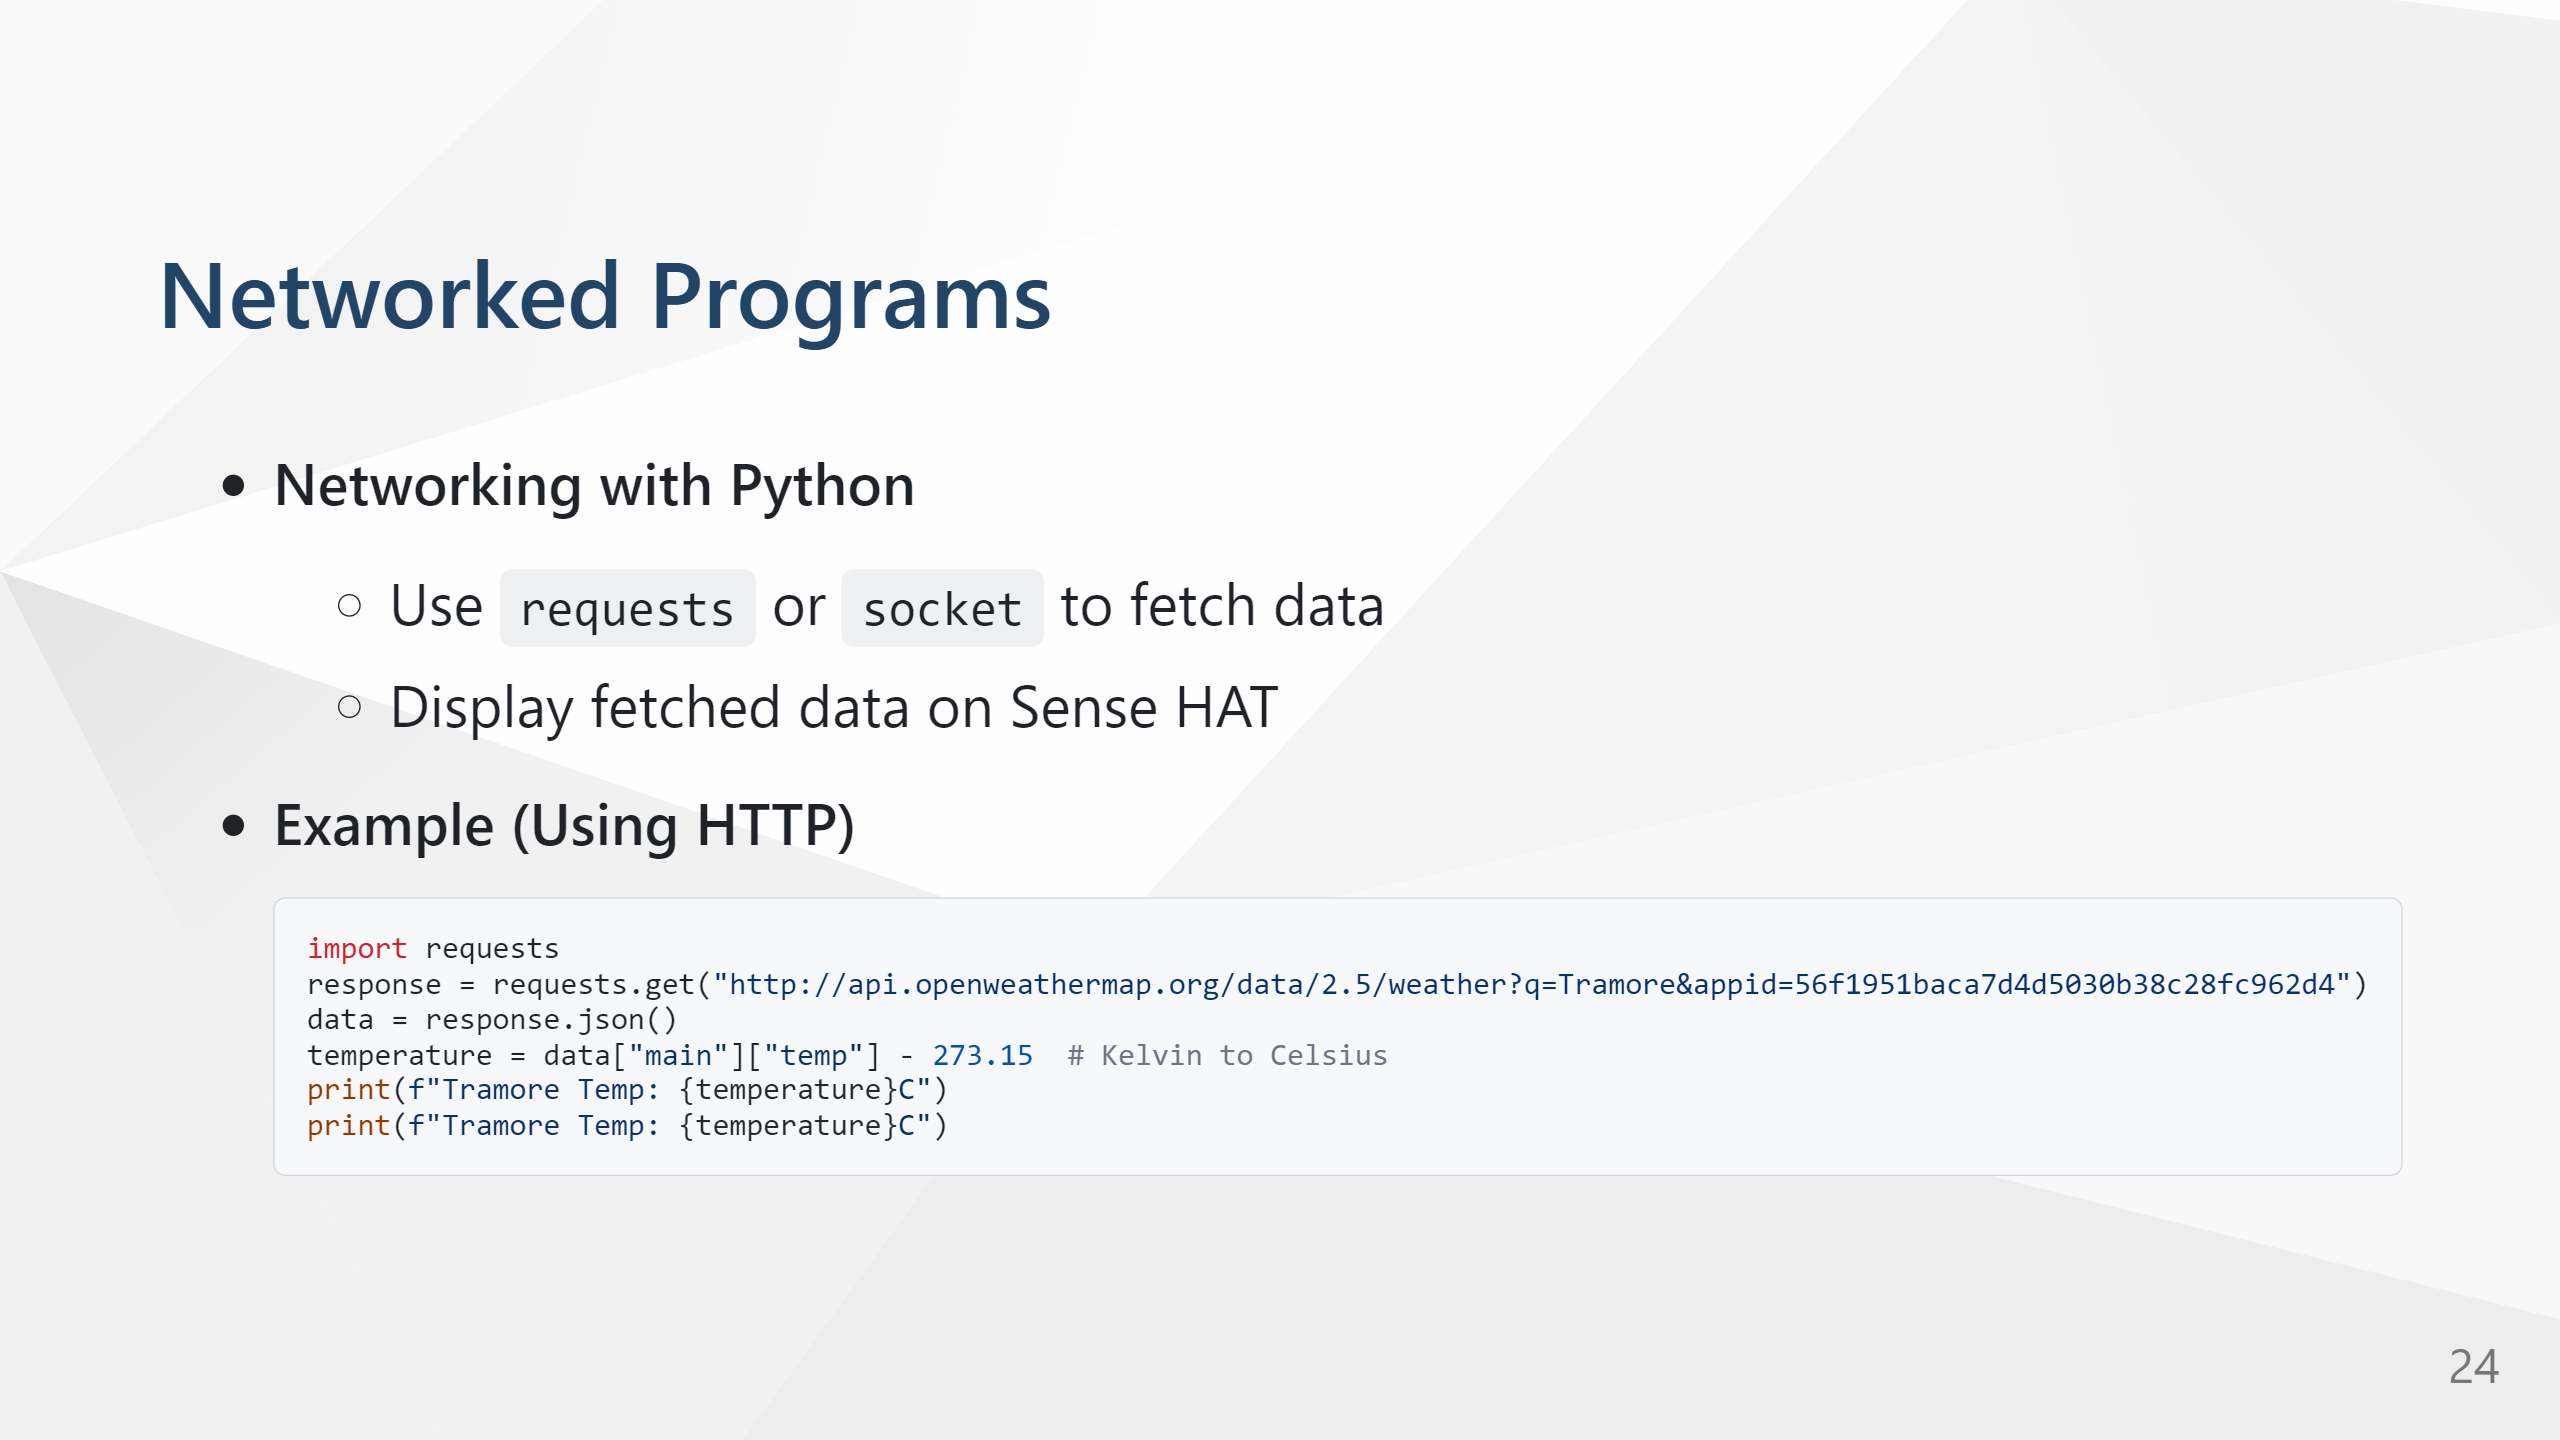 Networked Programs
Networking with Python
Use requests or socket to fetch data
Display fetched data on Sense HAT
Example (Using HTTP)
import requests
response = requests.get("http://api.openweathermap.org/data/2.5/weather?q=Tramore&appid=56f1951baca7d4d5030b38c28fc962d4")
data = response.json()
temperature = data["main"]["temp"] - 273.15  # Kelvin to Celsius
print(f"Tramore Temp: {temperature}C")
print(f"Tramore Temp: {temperature}C")
24